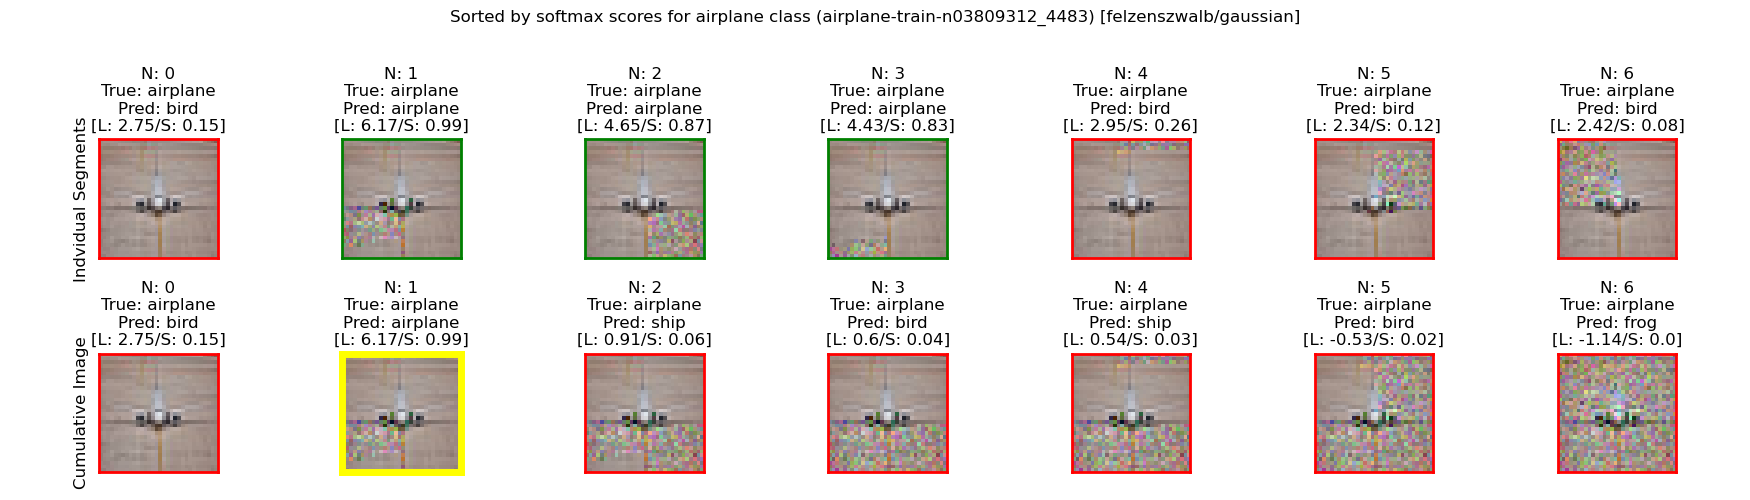 Sorted by softmax scores for airplane class (airplane-train-n03809312_4483) [felzenszwalb/gaussian]
Indvidual Segments
N: 0
True: airplane
Pred: bird
[L: 2.75/S: 0.15]
N: 1
True: airplane
Pred: airplane
[L: 6.17/S: 0.99]
N: 2
True: airplane
Pred: airplane
[L: 4.65/S: 0.87]
N: 3
True: airplane
Pred: airplane
[L: 4.43/S: 0.83]
N: 4
True: airplane
Pred: bird
[L: 2.95/S: 0.26]
N: 5
True: airplane
Pred: bird
[L: 2.34/S: 0.12]
N: 6
True: airplane
Pred: bird
[L: 2.42/S: 0.08]
Cumulative Image
N: 0
True: airplane
Pred: bird
[L: 2.75/S: 0.15]
N: 1
True: airplane
Pred: airplane
[L: 6.17/S: 0.99]
N: 2
True: airplane
Pred: ship
[L: 0.91/S: 0.06]
N: 3
True: airplane
Pred: bird
[L: 0.6/S: 0.04]
N: 4
True: airplane
Pred: ship
[L: 0.54/S: 0.03]
N: 5
True: airplane
Pred: bird
[L: -0.53/S: 0.02]
N: 6
True: airplane
Pred: frog
[L: -1.14/S: 0.0]